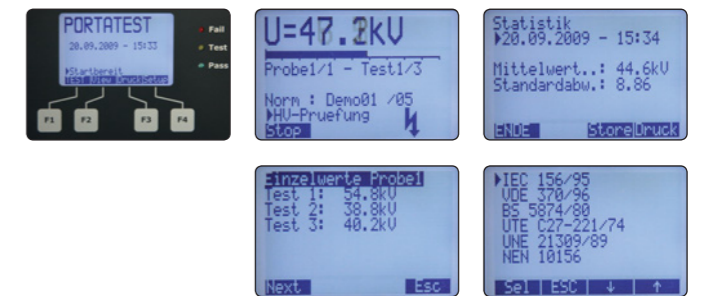 PORTATEST
20.09.2009 - 15:33
▶Startbereit
TEST View Druck Setup
Fail
Test
Pass
F1 F2 F3 F4
U=47.2kV
Probe1/1 - Test1/3
Norm : Demo01 /05
▶HV-Pruefung
Stop
Statistik
▶20.09.2009 - 15:34
Mittelwert..: 44.6kV
Standardabw.: 8.86
ENDE Store Druck
Einzelwerte Probe1
Test 1: 54.8kV
Test 2: 38.8kV
Test 3: 40.2kV
Next Esc
▶IEC 156/95
VDE 370/96
BS 5874/80
UTE C27-221/74
UNE 21309/89
NEN 10156
Sel ESC ↓ ↑